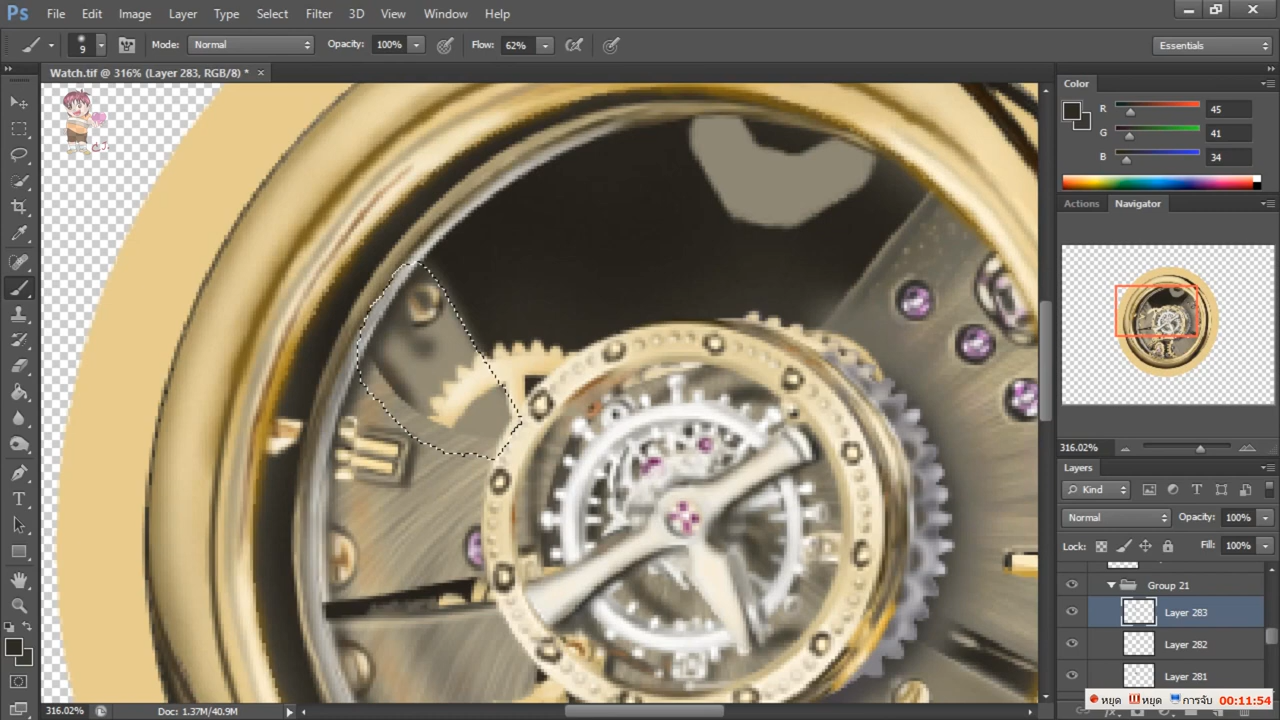 Ps File Edit Image Layer Type Select Filter 3D View Window Help
9 Mode: Normal Opacity: 100% Flow: 62% Essentials
Watch.tif @ 316% (Layer 283, RGB/8) * ×
Color
R 45
G 41
B 34
Actions Navigator
316.02%
Layers
Kind
Normal Opacity: 100%
Lock: Fill: 100%
Group 21
Layer 283
Layer 282
Layer 281
หยุด หยุด การจับ 00:11:54
316.02% Doc: 1.37M/40.9M